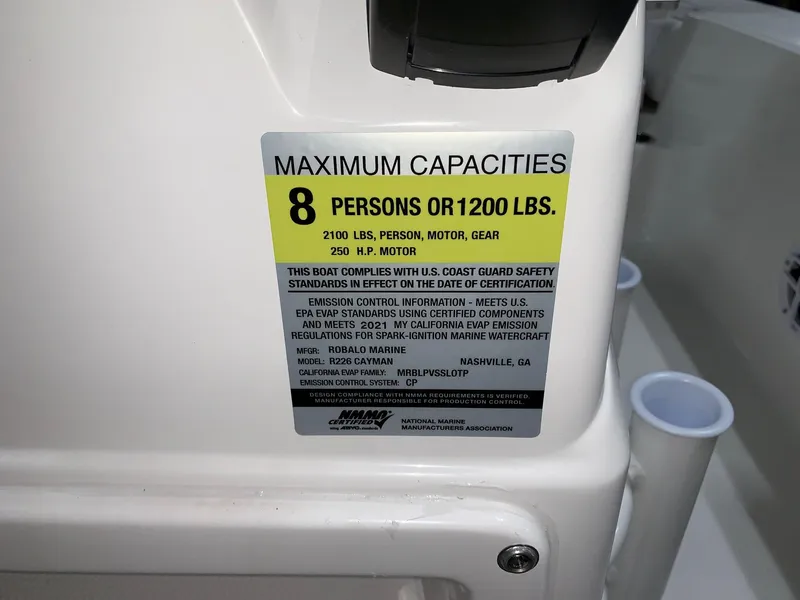 MAXIMUM CAPACITIES
8 PERSONS OR 1200 LBS.
2100 LBS, PERSON, MOTOR, GEAR
250 H.P. MOTOR
THIS BOAT COMPLIES WITH U.S. COAST GUARD SAFETY
STANDARDS IN EFFECT ON THE DATE OF CERTIFICATION.
EMISSION CONTROL INFORMATION - MEETS U.S.
EPA EVAP STANDARDS USING CERTIFIED COMPONENTS
AND MEETS 2021 MY CALIFORNIA EVAP EMISSION
REGULATIONS FOR SPARK-IGNITION MARINE WATERCRAFT
MFGR: ROBALO MARINE
MODEL: R226 CAYMAN NASHVILLE, GA
CALIFORNIA EVAP FAMILY: MRBLPVSSLOTP
EMISSION CONTROL SYSTEM: CP
DESIGN COMPLIANCE WITH NMMA REQUIREMENTS IS VERIFIED.
MANUFACTURER RESPONSIBLE FOR PRODUCTION CONTROL.
NMMA
CERTIFIED
NATIONAL MARINE
MANUFACTURERS ASSOCIATION